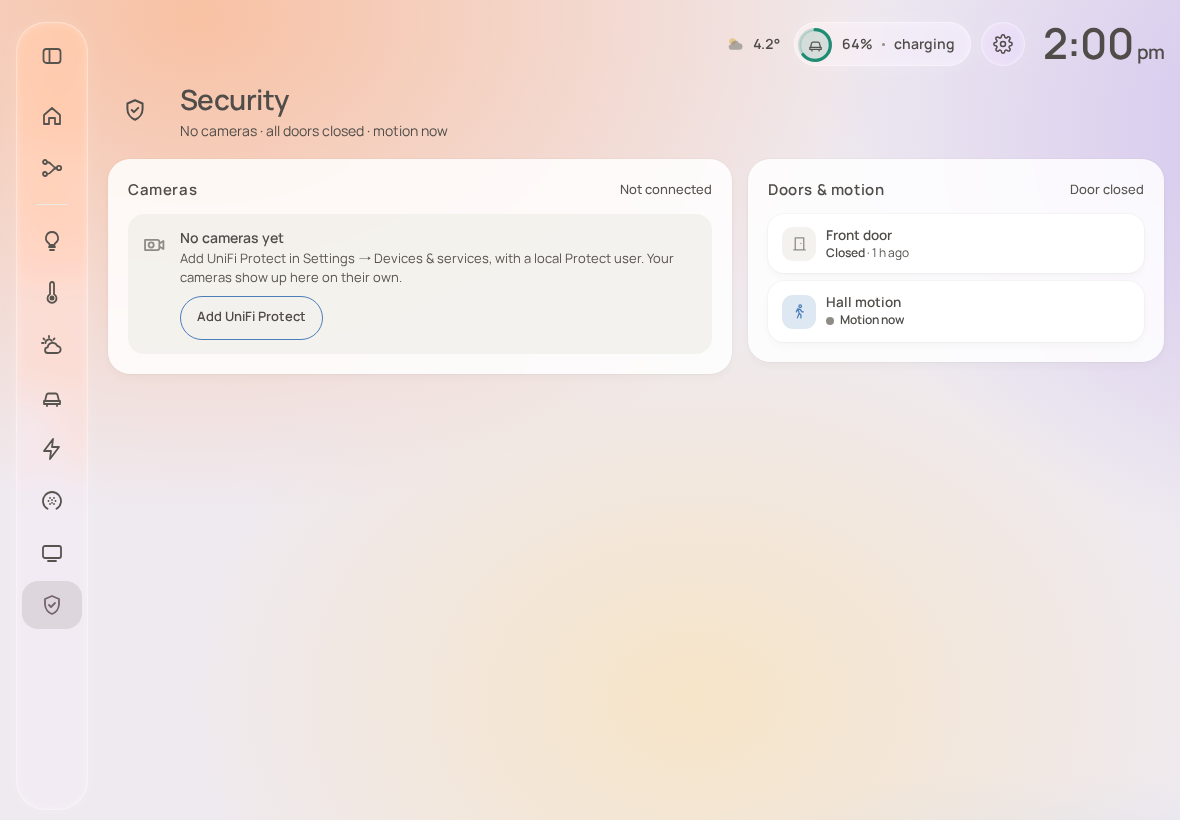 4.2°
64% · charging
2:00 pm
Security
No cameras · all doors closed · motion now
Cameras
Not connected
No cameras yet
Add UniFi Protect in Settings → Devices & services, with a local Protect user. Your
cameras show up here on their own.
Add UniFi Protect
Doors & motion
Door closed
Front door
Closed · 1 h ago
Hall motion
Motion now